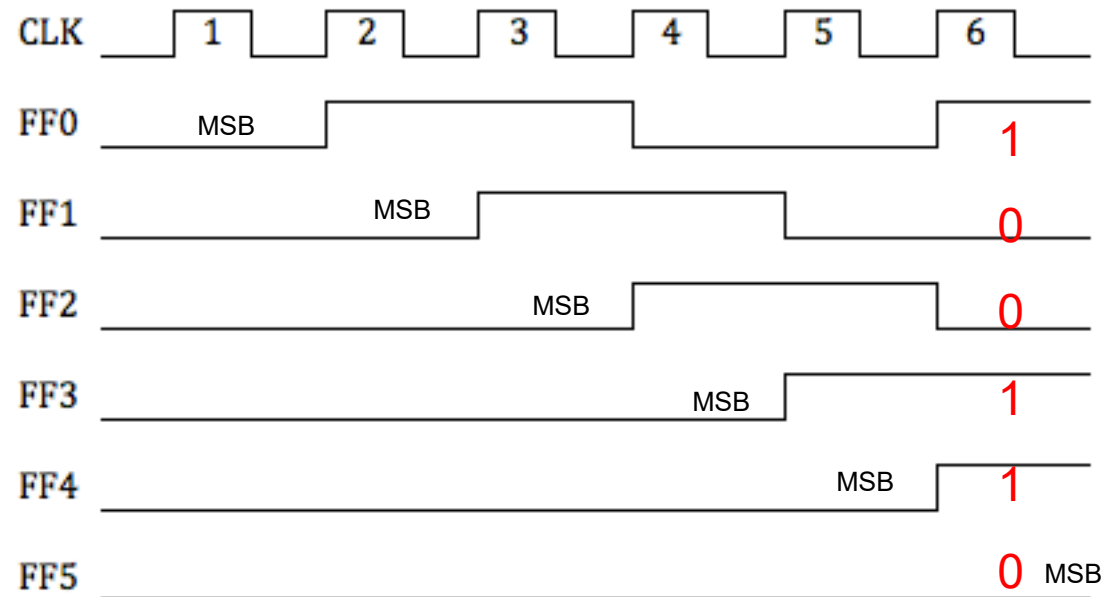 CLK 1 2 3 4 5 6
FF0 MSB 1
FF1 MSB 0
FF2 MSB 0
FF3 MSB 1
FF4 MSB 1
FF5 0 MSB